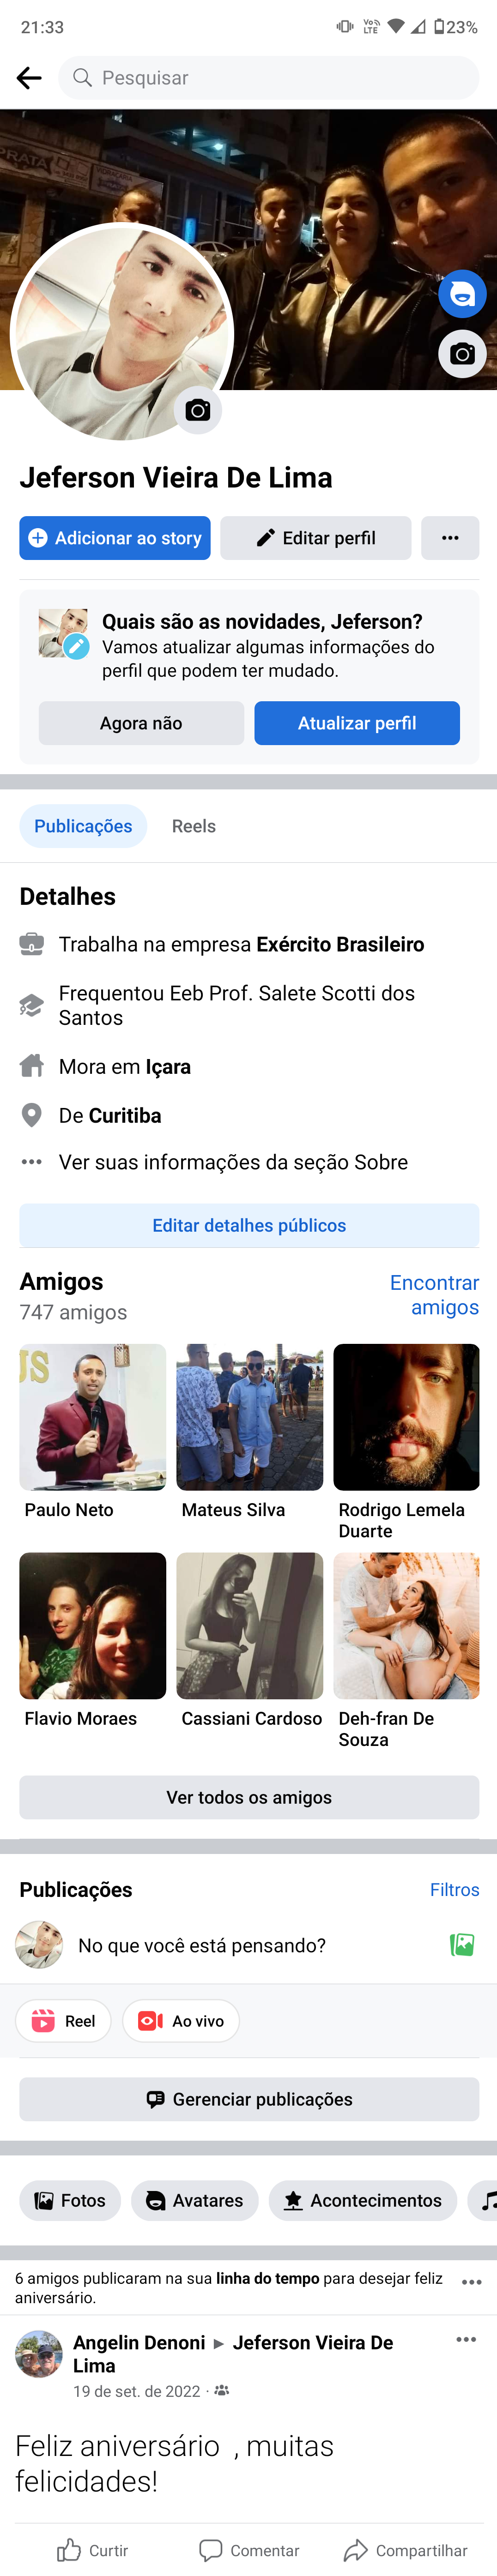 21:33
Vo)) LTE
23%
Pesquisar
PRATA
Jeferson Vieira De Lima
Adicionar ao story
Editar perfil
Quais são as novidades, Jeferson?
Vamos atualizar algumas informações do
perfil que podem ter mudado.
Agora não
Atualizar perfil
Publicações
Reels
Detalhes
Trabalha na empresa Exército Brasileiro
Frequentou Eeb Prof. Salete Scotti dos
Santos
Mora em Içara
De Curitiba
Ver suas informações da seção Sobre
Editar detalhes públicos
Amigos
747 amigos
Encontrar
amigos
US
Paulo Neto
Mateus Silva
Rodrigo Lemela
Duarte
Flavio Moraes
Cassiani Cardoso
Deh-fran De
Souza
Ver todos os amigos
Publicações
Filtros
No que você está pensando?
Reel
Ao vivo
Gerenciar publicações
Fotos
Avatares
Acontecimentos
6 amigos publicaram na sua linha do tempo para desejar feliz
aniversário.
Angelin Denoni ▸ Jeferson Vieira De
Lima
19 de set. de 2022 ·
Feliz aniversário , muitas
felicidades!
Curtir
Comentar
Compartilhar